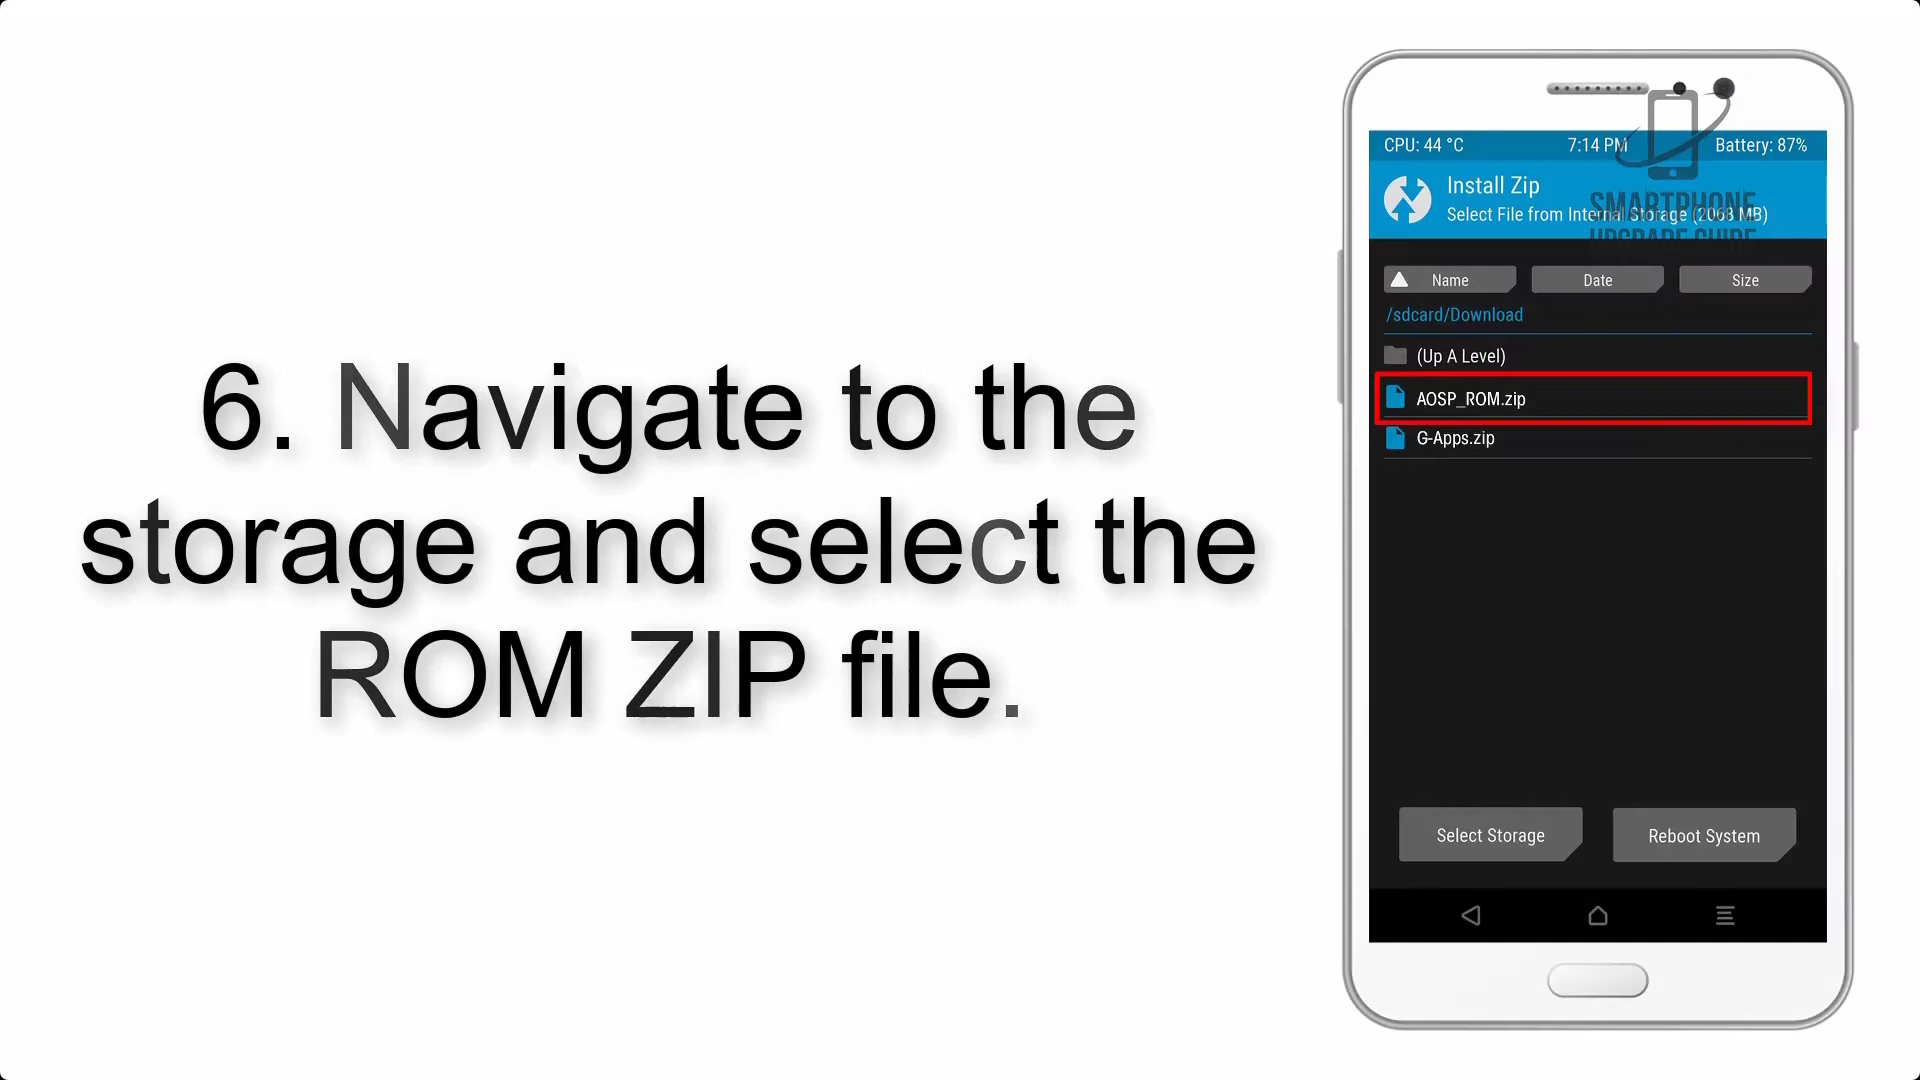 6. Navigate to the
storage and select the
ROM ZIP file.
CPU: 44 °C 7:14 PM Battery: 87%
Install Zip
Select File from Internal Storage (2068 MB)
SMARTPHONE
UPGRADE GUIDE
Name Date Size
/sdcard/Download
(Up A Level)
AOSP_ROM.zip
G-Apps.zip
Select Storage Reboot System